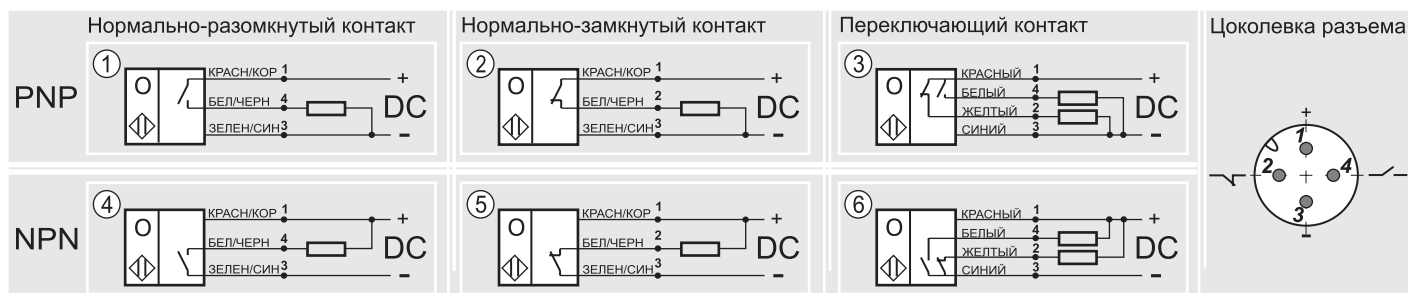 Нормально-разомкнутый контакт
Нормально-замкнутый контакт
Переключающий контакт
Цоколевка разъема
PNP
1
O
КРАСН/КОР 1
БЕЛ/ЧЕРН 4
ЗЕЛЕН/СИН 3
+
DC
-
2
O
КРАСН/КОР 1
БЕЛ/ЧЕРН 2
ЗЕЛЕН/СИН 3
+
DC
-
3
O
КРАСНЫЙ 1
БЕЛЫЙ 4
ЖЕЛТЫЙ 2
СИНИЙ 3
+
DC
-
+
1
2
4
3
-
NPN
4
O
КРАСН/КОР 1
БЕЛ/ЧЕРН 4
ЗЕЛЕН/СИН 3
+
DC
-
5
O
КРАСН/КОР 1
БЕЛ/ЧЕРН 2
ЗЕЛЕН/СИН 3
+
DC
-
6
O
КРАСНЫЙ 1
БЕЛЫЙ 4
ЖЕЛТЫЙ 2
СИНИЙ 3
+
DC
-